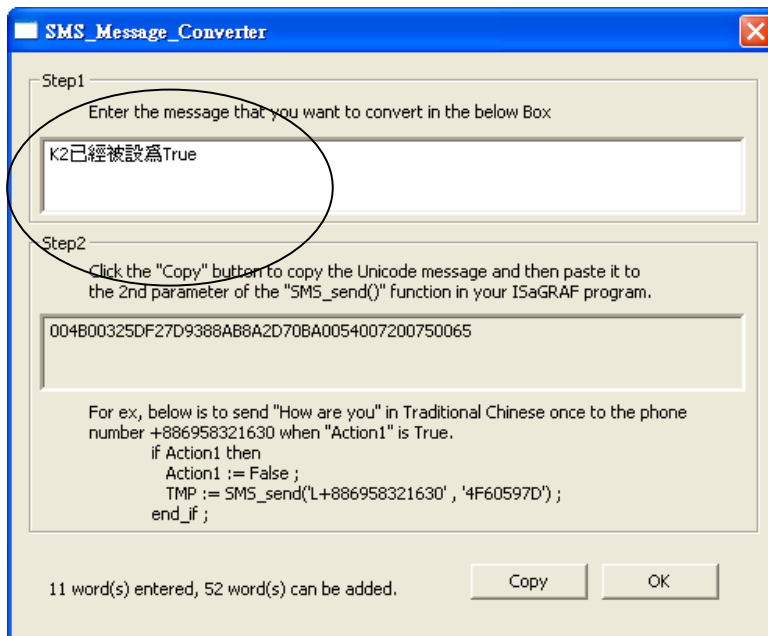 SMS_Message_Converter
Step1
Enter the message that you want to convert in the below Box
K2已經被設爲True
Step2
Click the "Copy" button to copy the Unicode message and then paste it to
the 2nd parameter of the "SMS_send()" function in your ISaGRAF program.
004B00325DF27D9388AB8A2D70BA0054007200750065
For ex, below is to send "How are you" in Traditional Chinese once to the phone
number +886958321630 when "Action1" is True.
if Action1 then
Action1 := False ;
TMP := SMS_send('L+886958321630' , '4F60597D') ;
end_if ;
11 word(s) entered, 52 word(s) can be added.
Copy
OK